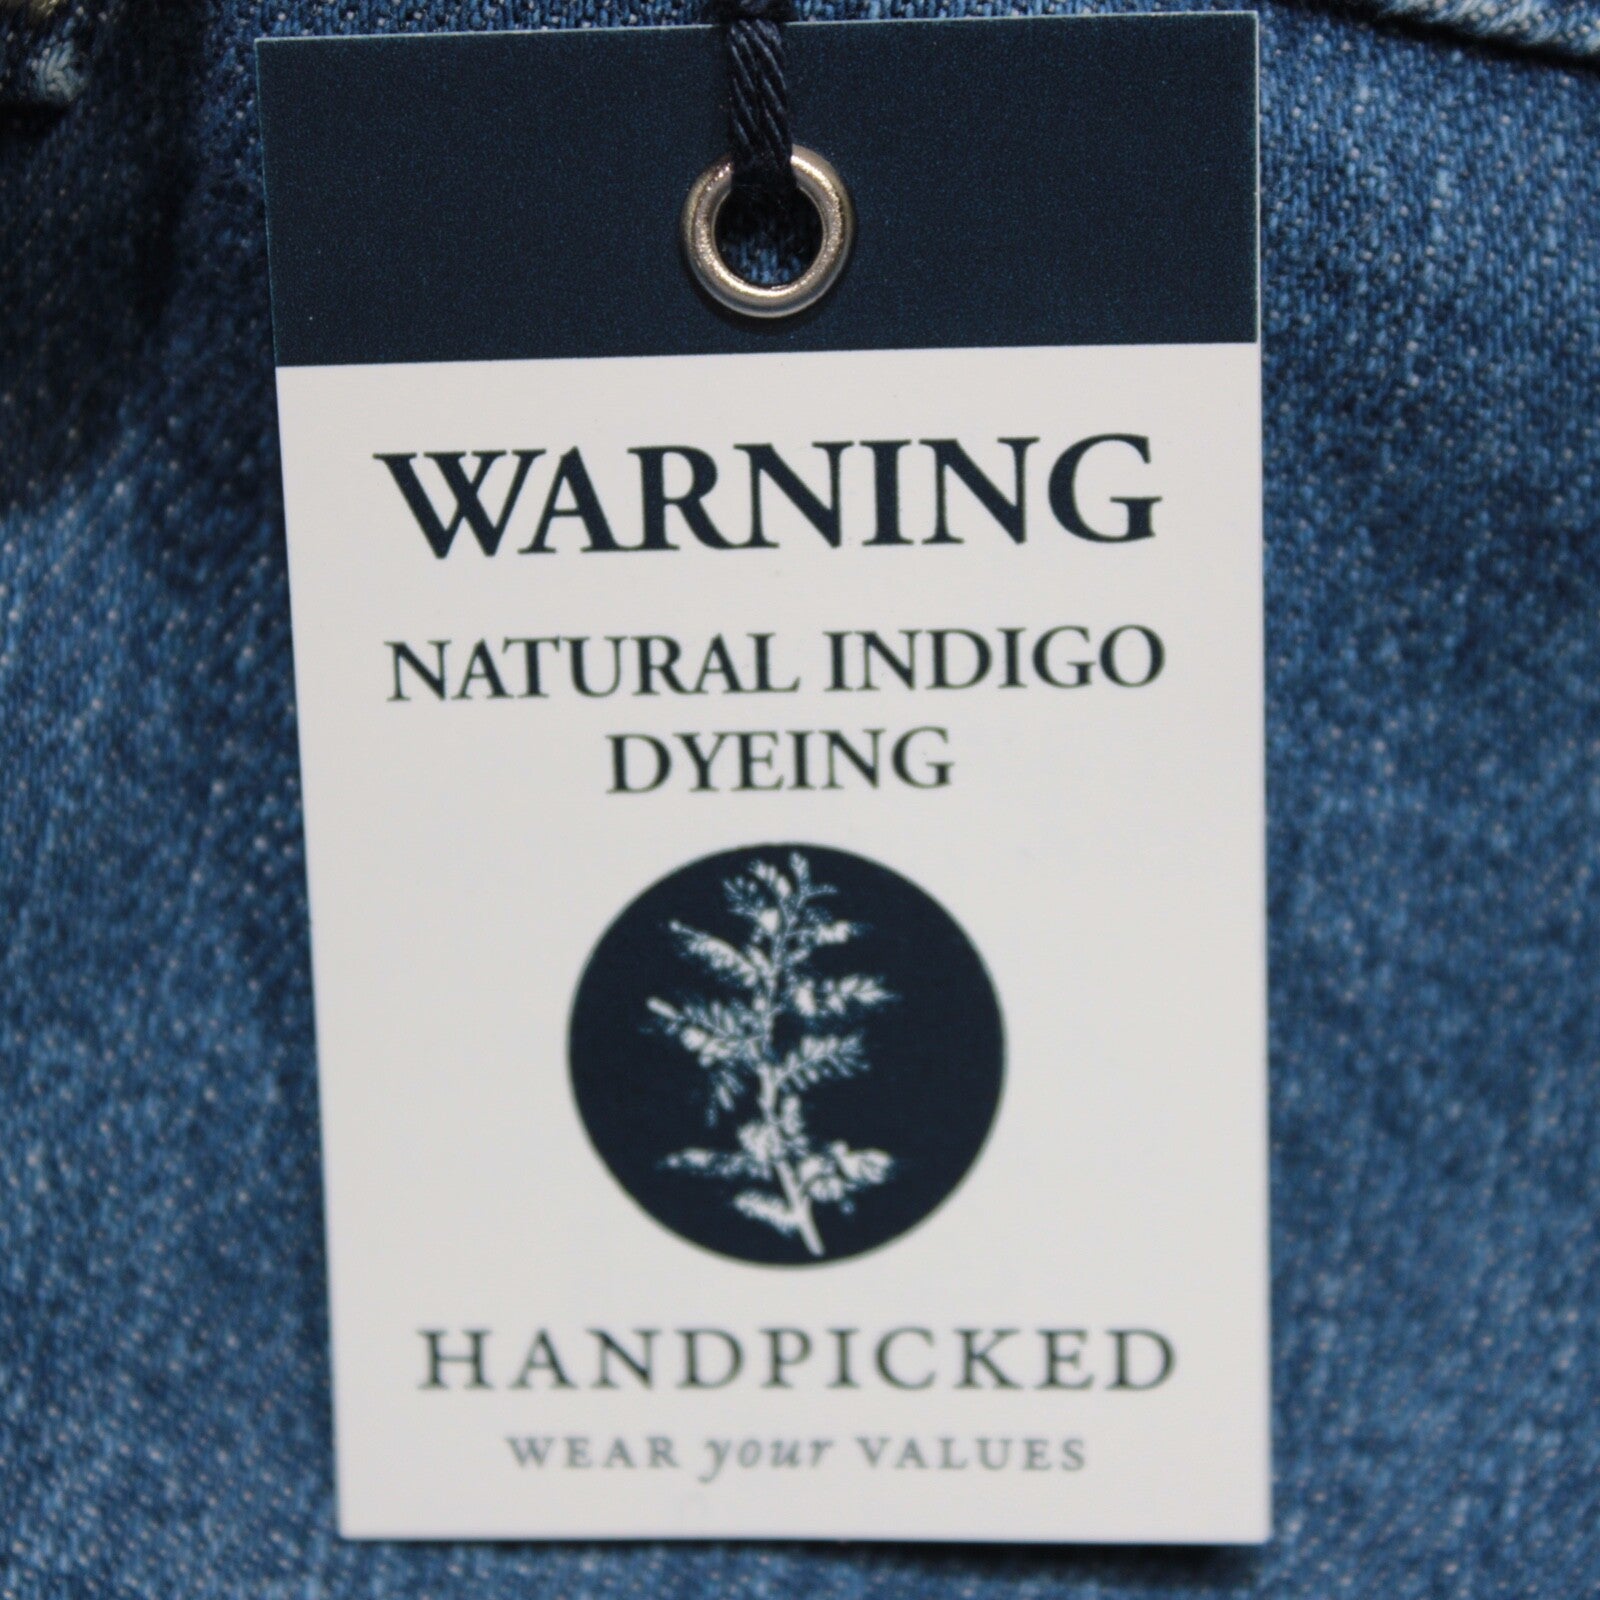 WARNING
NATURAL INDIGO
DYEING
HANDPICKED
WEAR your VALUES